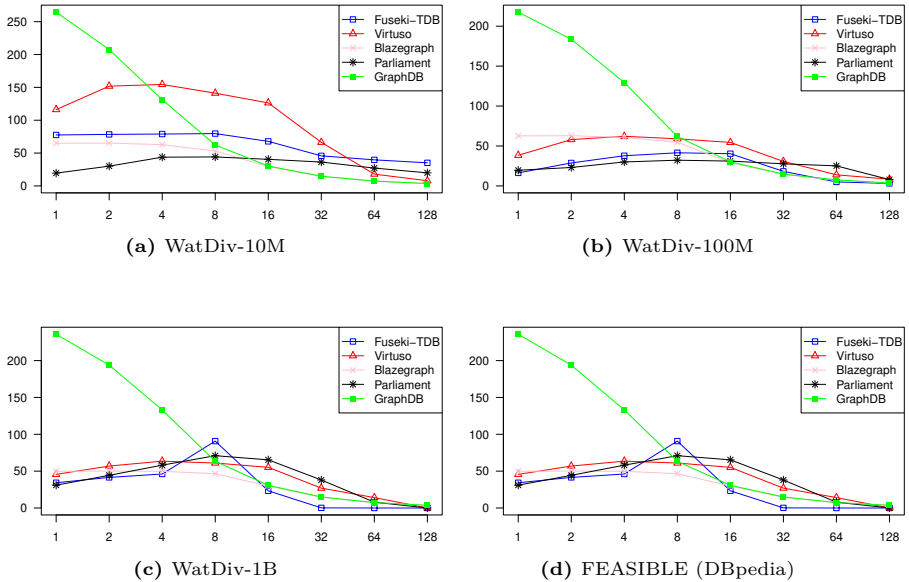 250
200
150
100
50
0
1 2 4 8 16 32 64 128
Fuseki−TDB
Virtuso
Blazegraph
Parliament
GraphDB
(a) WatDiv-10M
200
150
100
50
0
1 2 4 8 16 32 64 128
Fuseki−TDB
Virtuso
Blazegraph
Parliament
GraphDB
(b) WatDiv-100M
200
150
100
50
0
1 2 4 8 16 32 64 128
Fuseki−TDB
Virtuso
Blazegraph
Parliament
GraphDB
(c) WatDiv-1B
200
150
100
50
0
1 2 4 8 16 32 64 128
Fuseki−TDB
Virtuso
Blazegraph
Parliament
GraphDB
(d) FEASIBLE (DBpedia)